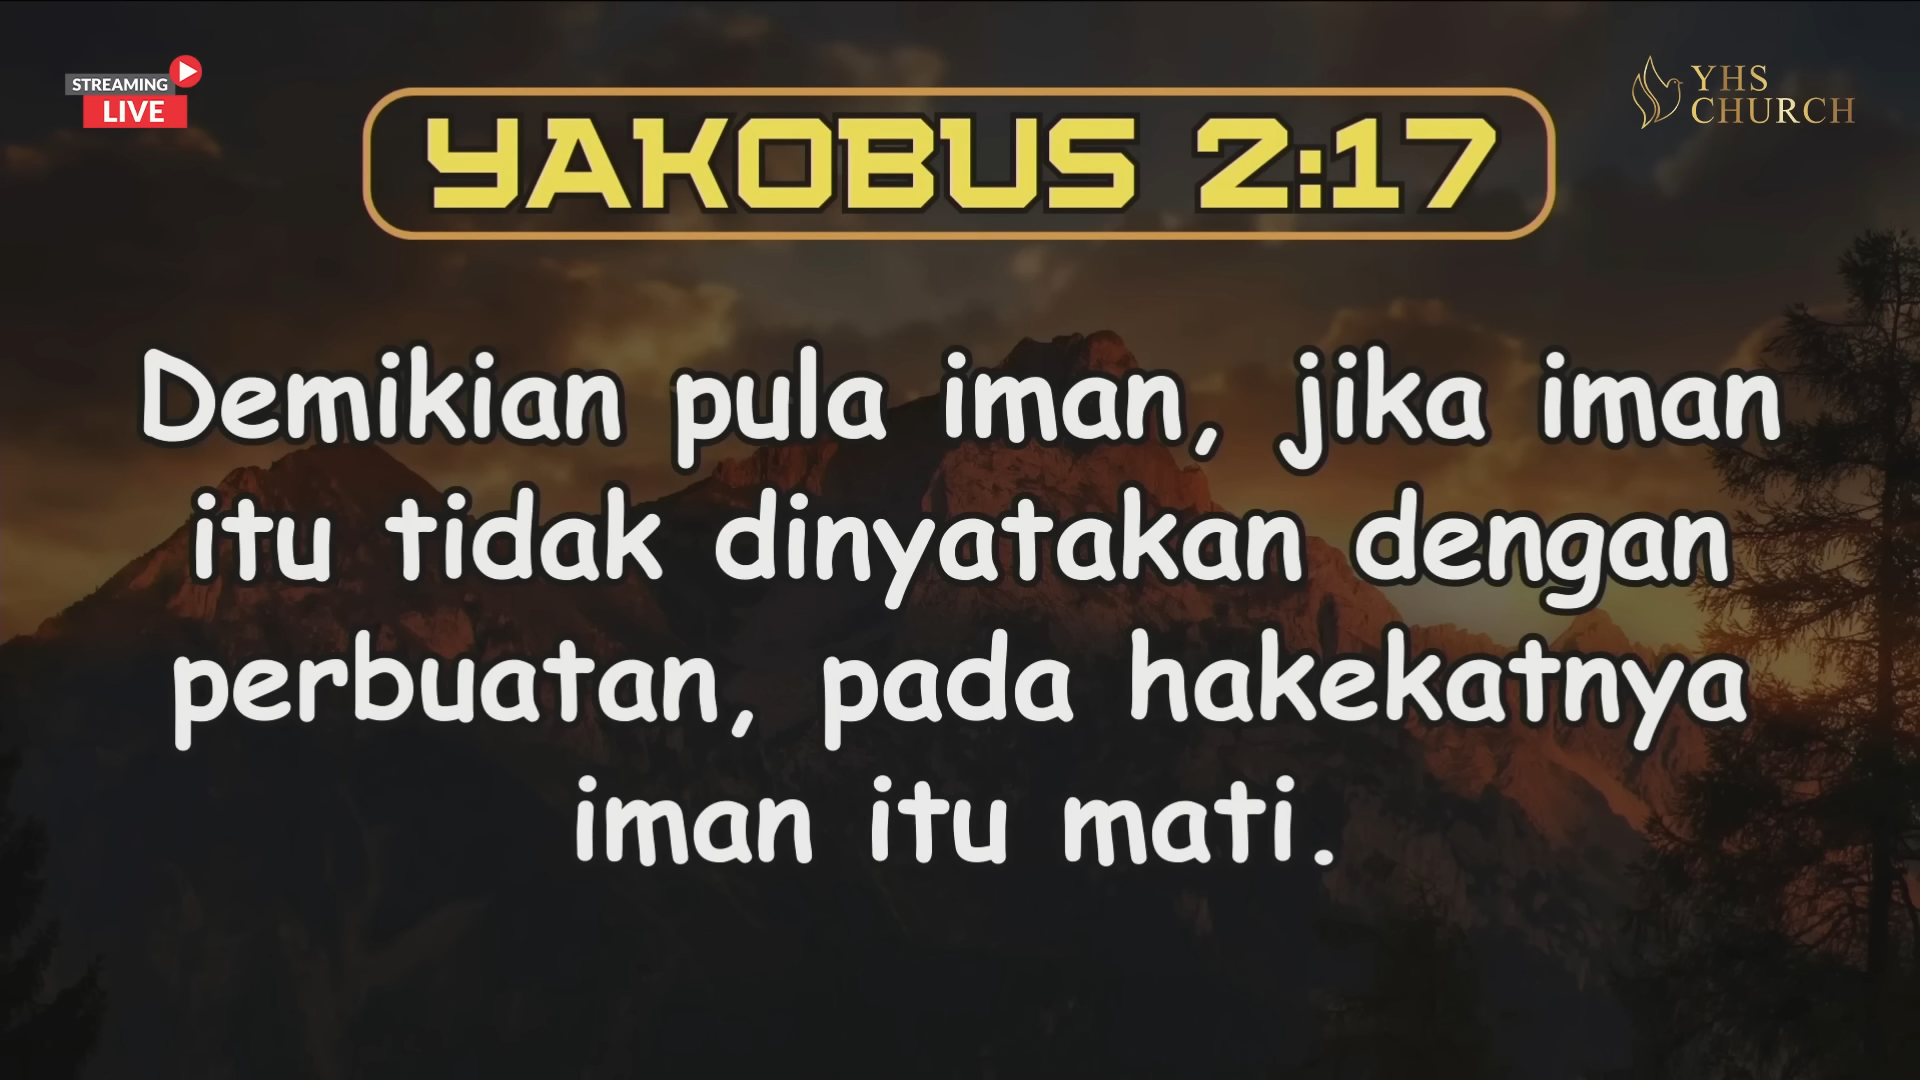 STREAMING
LIVE
YHS
CHURCH
YAKOBUS 2:17
Demikian pula iman, jika iman
itu tidak dinyatakan dengan
perbuatan, pada hakekatnya
iman itu mati.